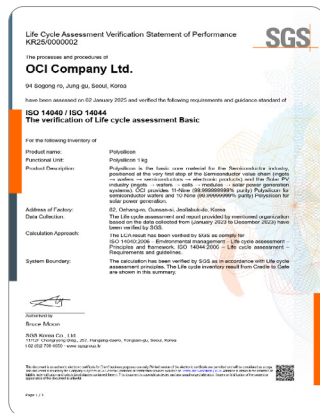 Life Cycle Assessment Verification Statement of Performance
KR25/0000002
SGS
The processes and procedures of
OCI Company Ltd.
94 Sogong ro, Jung-gu, Seoul, Korea
have been assessed on 02 January 2025 and verified the following requirements and guidance standard of
ISO 14040 / ISO 14044
The verification of Life cycle assessment Basic
For the following inventory of
Product name: Polysilicon
Functional Unit: Polysilicon 1 kg
Product Description: Polysilicon is the basic core material for the Semiconductor industry,
positioned at the very first step of the Semiconductor value chain (ingots
→ wafers → semiconductors → electronic products) and the Solar PV
industry (ingots → wafers → cells → modules → solar power generation
systems). OCI provides 11-Nine (99.999999999% purity) Polysilicon for
semiconductor wafers and 10-Nine (99.99999999% purity) Polysilicon for
solar power generation.
Address of Factory: Gunsan-si, Jeollabuk-do, Korea
Data Collection: The Life cycle assessment and report provided by mentioned organization
based on the data collected from (January 2023 to December 2023) have
been verified by SGS.
Calculation Approach: The LCA result has been verified by SGS as comply for
ISO 14040:2006 – Environmental management – Life cycle assessment –
Principles and framework, ISO 14044:2006 – Life cycle assessment –
Requirements and guidelines.
System Boundary: The calculation has been verified by SGS as in accordance with Life cycle
assessment principles. The Life cycle inventory result from Cradle to Gate
are shown in summary.
Authorised by
Bruce Moon
SGS Korea Co., Ltd.
Page 1 /